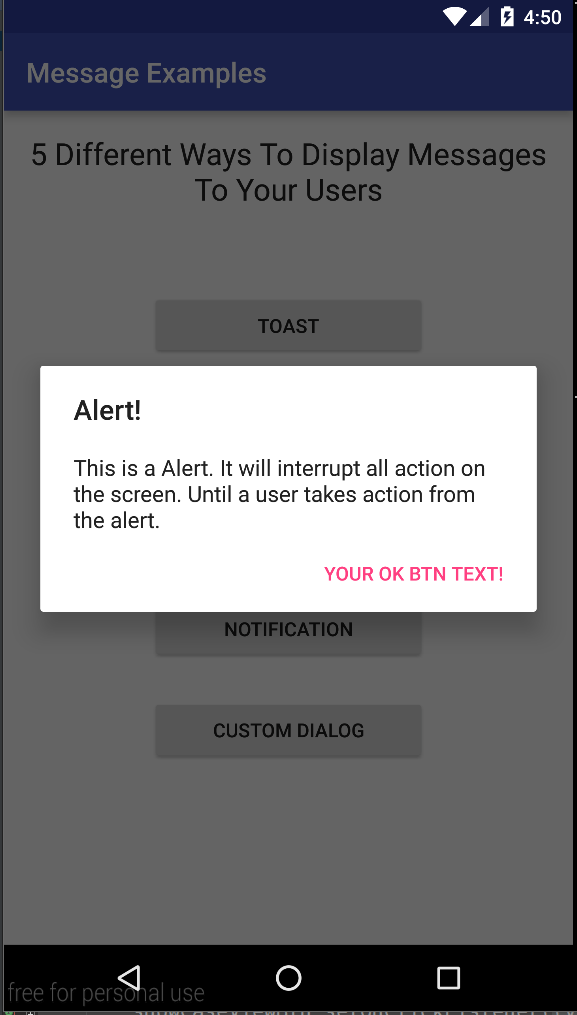 4:50
Message Examples
5 Different Ways To Display Messages
To Your Users
TOAST
Alert!
This is a Alert. It will interrupt all action on
the screen. Until a user takes action from
the alert.
YOUR OK BTN TEXT!
NOTIFICATION
CUSTOM DIALOG
free for personal use